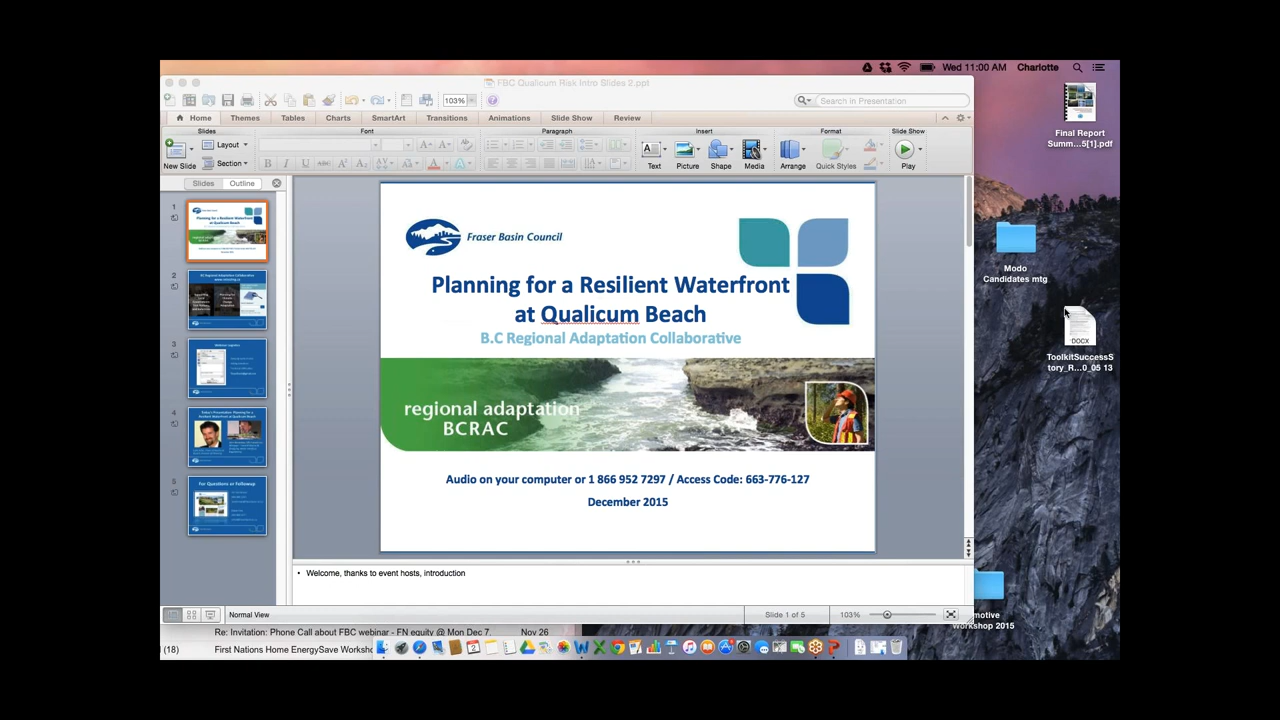 Wed 11:00 AM Charlotte
FBC Qualicum Risk Intro Slides 2.ppt
103%
Search in Presentation
Home Themes Tables Charts SmartArt Transitions Animations Slide Show Review
Slides Font Paragraph Insert Format Slide Show
New Slide Layout Section Text Picture Shape Media Arrange Quick Styles Play
Slides Outline
1
2
3
4
5
Fraser Basin Council
Planning for a Resilient Waterfront
at Qualicum Beach
B.C Regional Adaptation Collaborative
regional adaptation
BCRAC
Audio on your computer or 1 866 952 7297 / Access Code: 663-776-127
December 2015
• Welcome, thanks to event hosts, introduction
Normal View Slide 1 of 5 103%
Re: Invitation: Phone Call about FBC webinar - FN equity @ Mon Dec 7, Nov 26
(18) First Nations Home EnergySave Worksho
Final Report
Summ...5[1].pdf
Modo
Candidates mtg
DOCX
ToolkitSuccessS
tory_R...0_05 13
motive
Workshop 2015